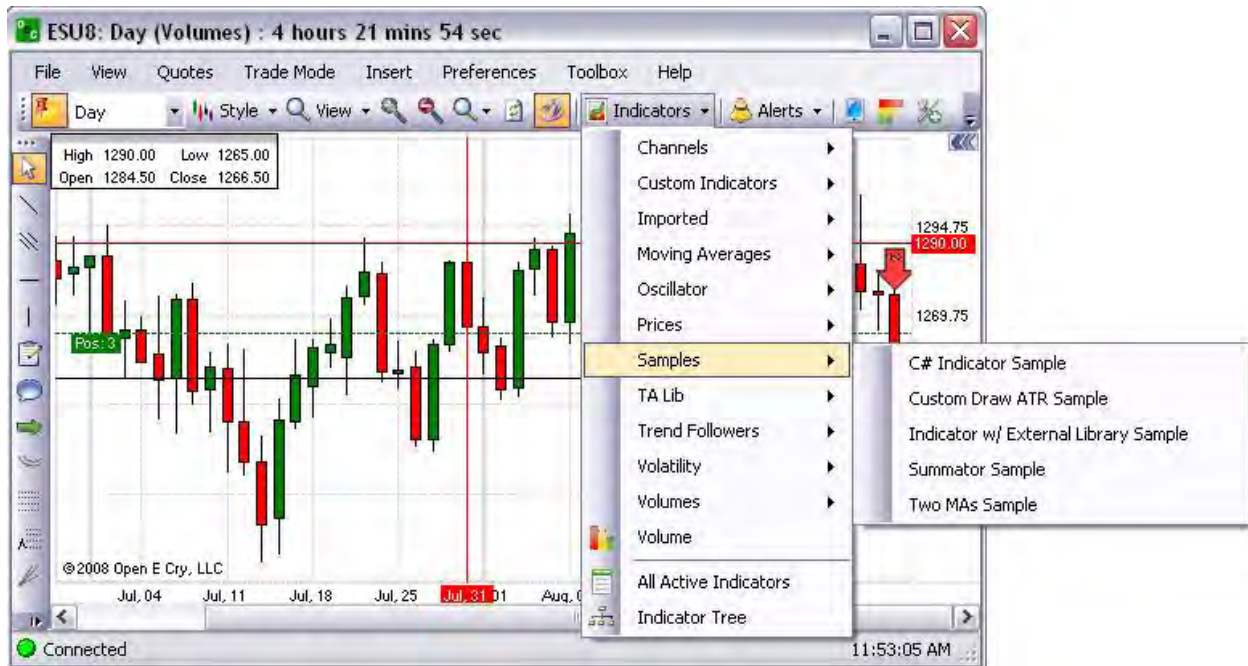 ESU8: Day (Volumes) : 4 hours 21 mins 54 sec
File View Quotes Trade Mode Insert Preferences Toolbox Help
Day Style View Indicators Alerts
High 1290.00 Low 1265.00
Open 1284.50 Close 1266.50
Channels
Custom Indicators
Imported
Moving Averages
Oscillator
Prices
Samples
TA Lib
Trend Followers
Volatility
Volumes
Volume
All Active Indicators
Indicator Tree
C# Indicator Sample
Custom Draw ATR Sample
Indicator w/ External Library Sample
Summator Sample
Two MAs Sample
1294.75
1290.00
1269.75
Pos: 3
©2008 Open E Cry, LLC
Jul, 04 Jul, 11 Jul, 18 Jul, 25 Jul, 31 01 Aug, 0
Connected 11:53:05 AM